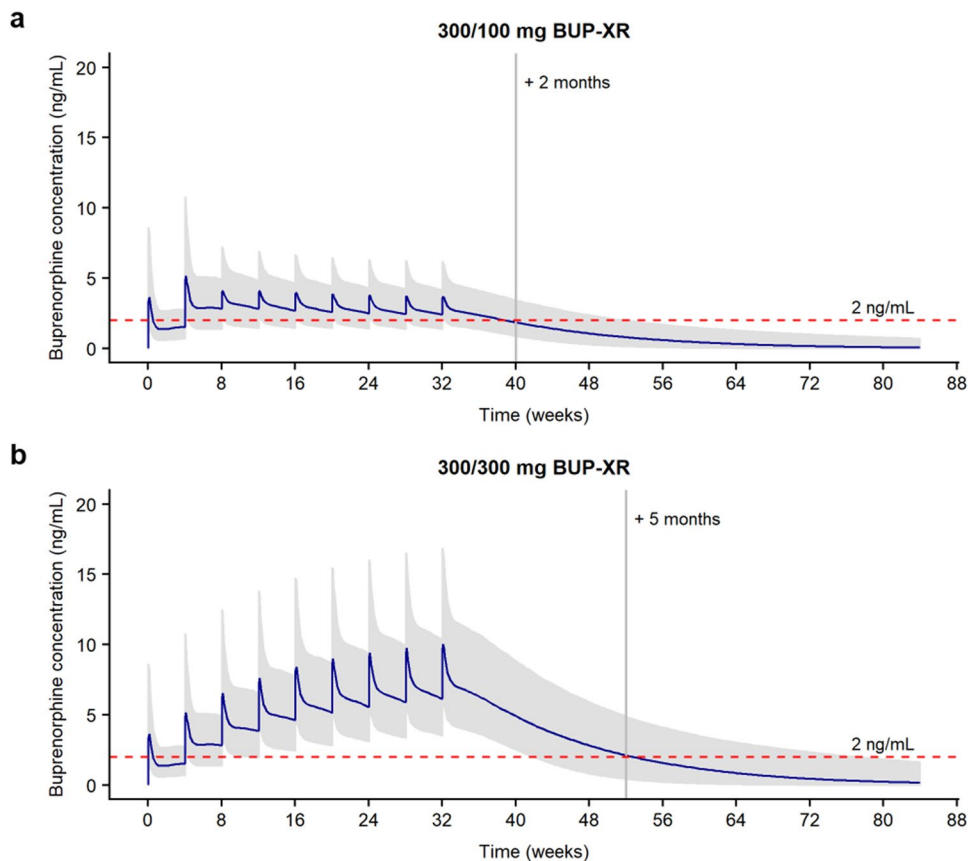 a
300/100 mg BUP-XR
Buprenorphine concentration (ng/mL)
20
15
10
5
0
+ 2 months
2 ng/mL
0 8 16 24 32 40 48 56 64 72 80 88
Time (weeks)
b
300/300 mg BUP-XR
Buprenorphine concentration (ng/mL)
20
15
10
5
0
+ 5 months
2 ng/mL
0 8 16 24 32 40 48 56 64 72 80 88
Time (weeks)